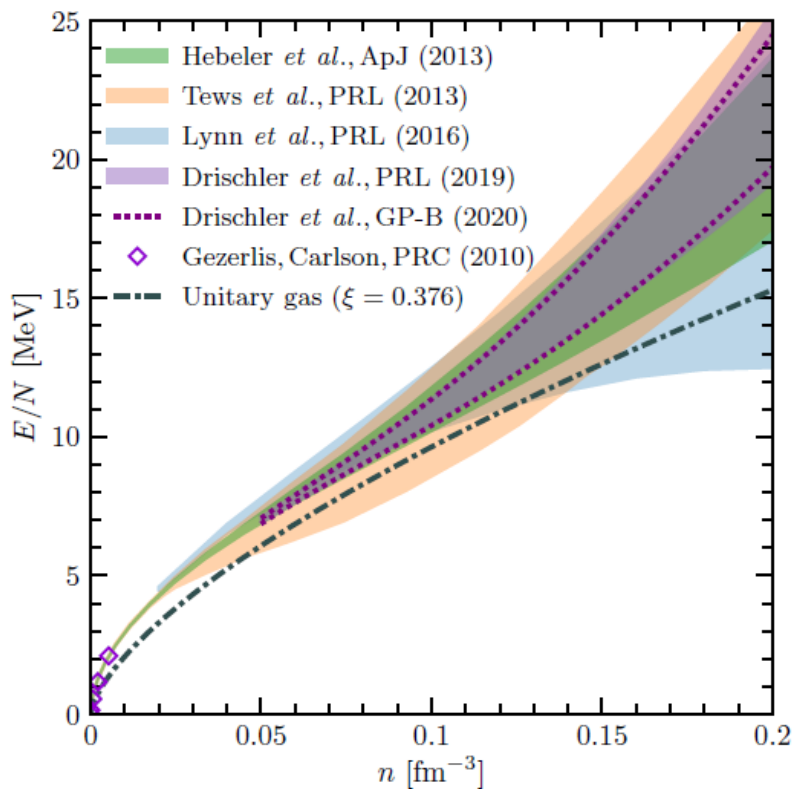 25
20
15
10
5
0
E/N [MeV]
Hebeler et al., ApJ (2013)
Tews et al., PRL (2013)
Lynn et al., PRL (2016)
Drischler et al., PRL (2019)
Drischler et al., GP-B (2020)
Gezerlis, Carlson, PRC (2010)
Unitary gas (ξ = 0.376)
0 0.05 0.1 0.15 0.2
n [fm⁻³]